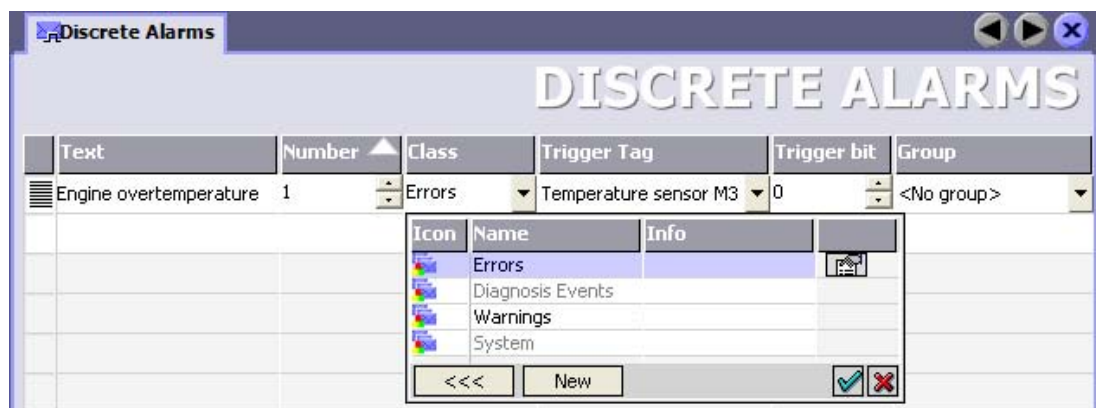 Discrete Alarms
DISCRETE ALARMS
Text Number Class Trigger Tag Trigger bit Group
Engine overtemperature 1 Errors Temperature sensor M3 0 <No group>
Icon Name Info
Errors
Diagnosis Events
Warnings
System
<<< New